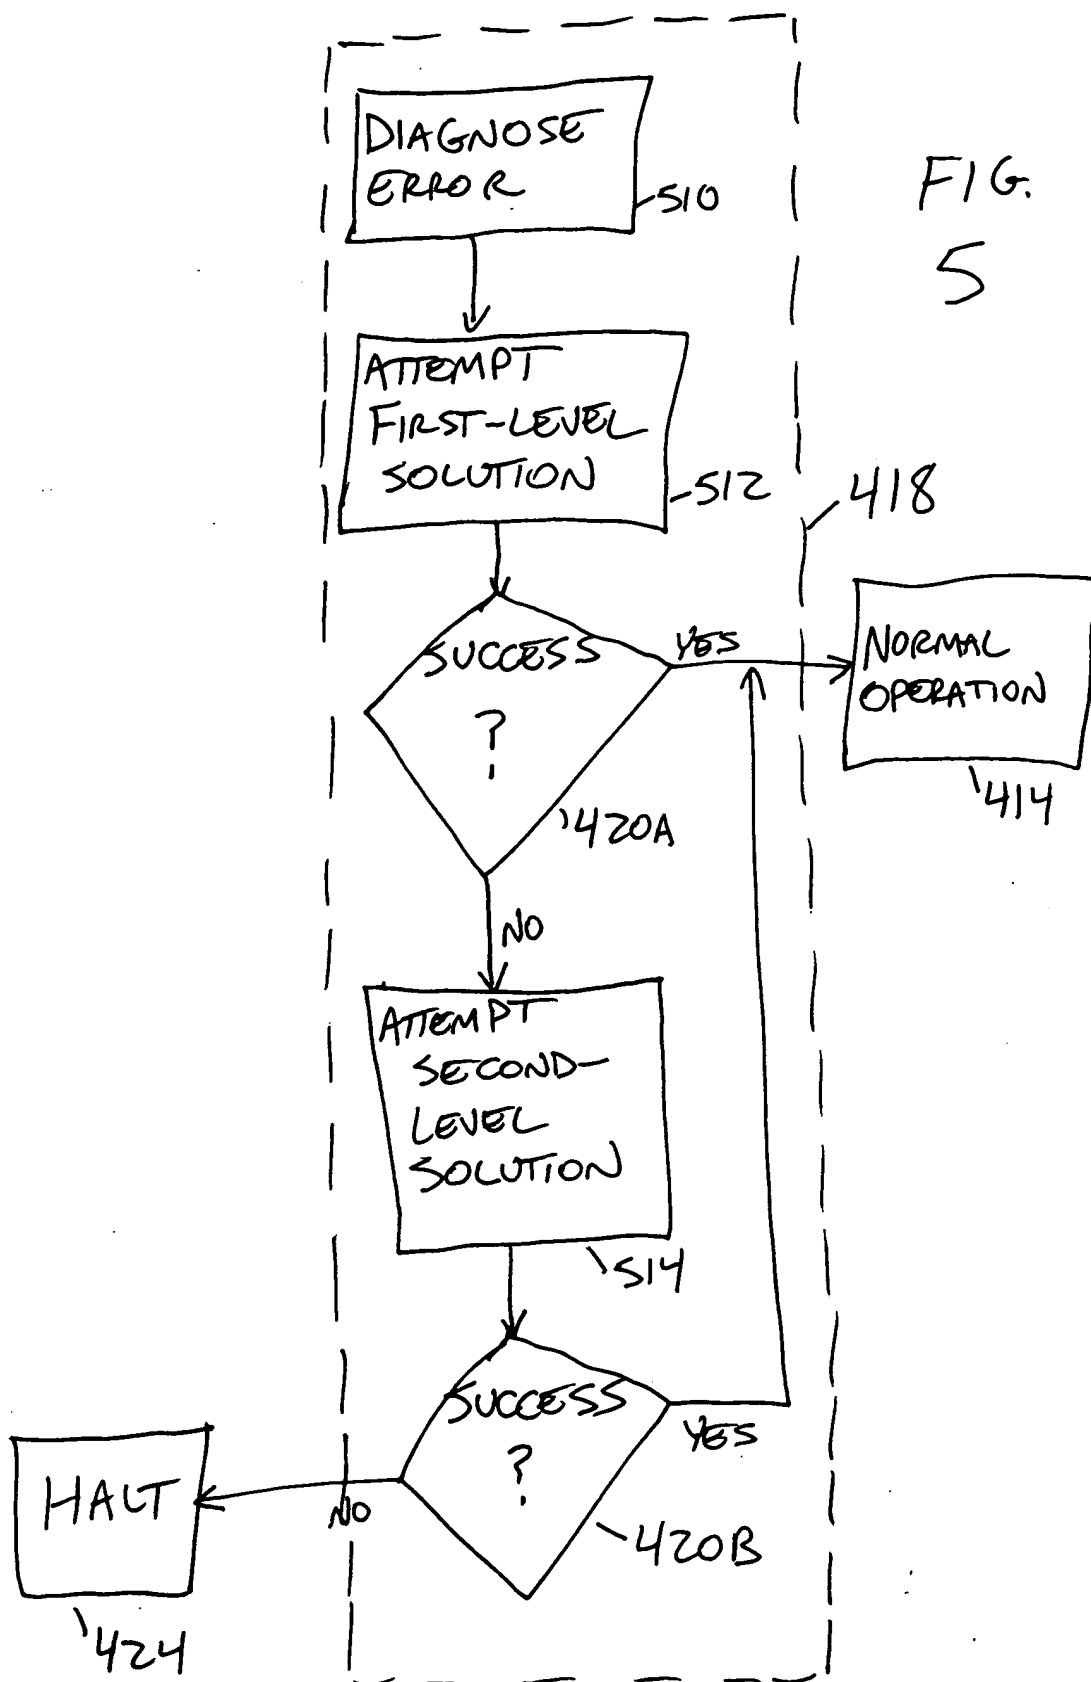 DIAGNOSE
ERROR
510
FIG.
5
ATTEMPT
FIRST-LEVEL
SOLUTION
512
418
SUCCESS
?
YES
420A
NORMAL
OPERATION
414
NO
ATTEMPT
SECOND-
LEVEL
SOLUTION
514
SUCCESS
?
YES
420B
NO
HALT
424